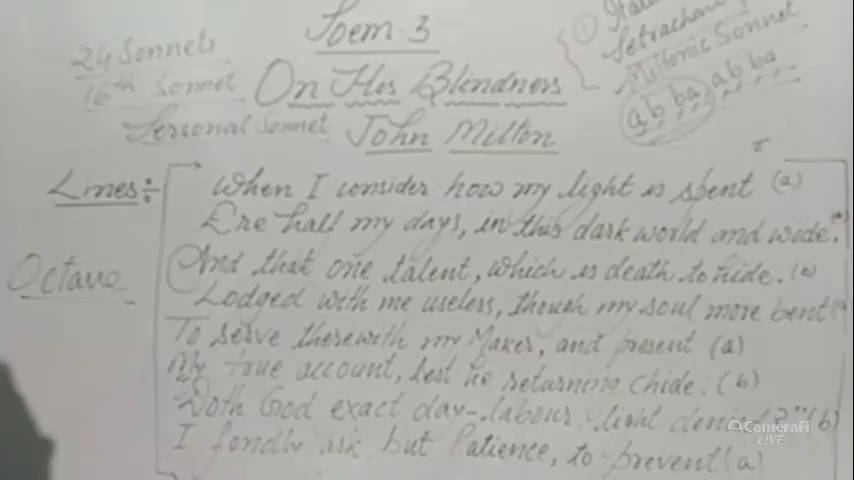 Poem-3
24 Sonnets
16th Sonnet
On His Blindness
Personal Sonnet
John Milton
① Italian
Petrarchan
Miltonic Sonnet
abba, abba
Lines:-
When I consider how my light is spent (a)
Ere half my days, in this dark world and wide,
Octave
And that one talent, which is death to hide. (b)
Lodged with me useless, though my soul more bent
To serve therewith my Maker, and present (a)
My true account, lest he returning chide: (b)
"Doth God exact day-labour, light denied?" (b)
I fondly ask but Patience, to prevent (a)
CameraFi
LIVE